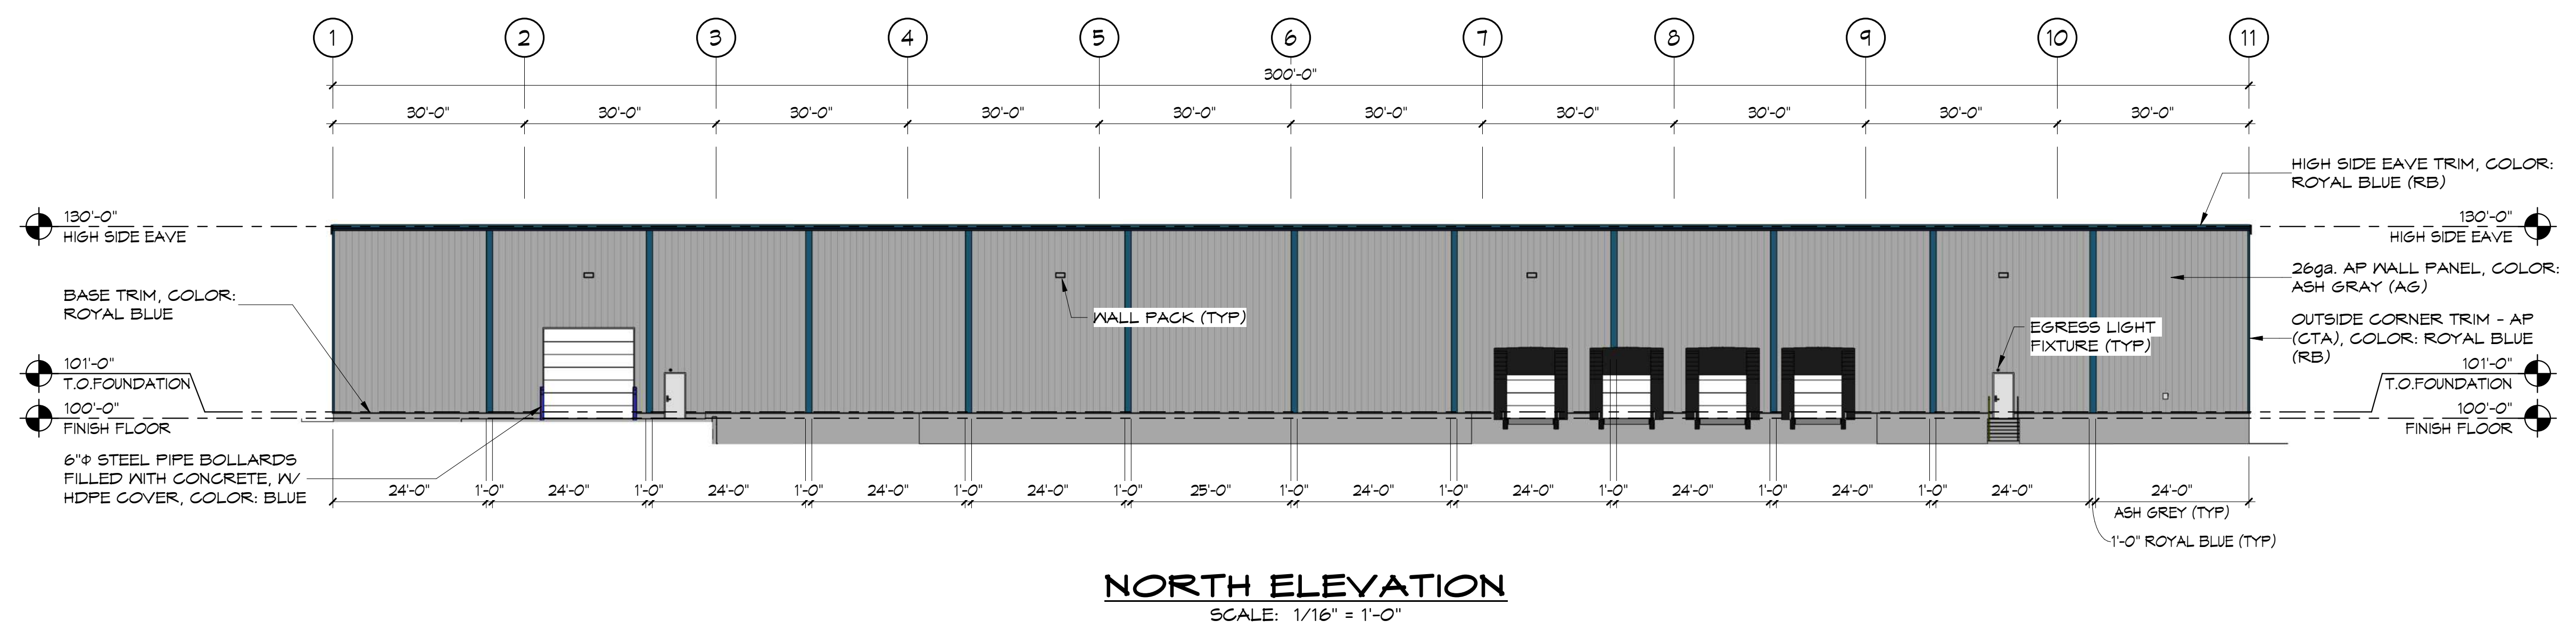 1 2 3 4 5 6 7 8 9 10 11
300'-0"
30'-0" 30'-0" 30'-0" 30'-0" 30'-0" 30'-0" 30'-0" 30'-0" 30'-0" 30'-0"
HIGH SIDE EAVE TRIM, COLOR:
ROYAL BLUE (RB)
130'-0"
HIGH SIDE EAVE
130'-0"
HIGH SIDE EAVE
26ga. AP WALL PANEL, COLOR:
ASH GRAY (AG)
BASE TRIM, COLOR:
ROYAL BLUE
WALL PACK (TYP)
EGRESS LIGHT
FIXTURE (TYP)
OUTSIDE CORNER TRIM - AP
(CTA), COLOR: ROYAL BLUE
(RB)
101'-0"
T.O.FOUNDATION
101'-0"
T.O.FOUNDATION
100'-0"
FINISH FLOOR
100'-0"
FINISH FLOOR
6"Φ STEEL PIPE BOLLARDS
FILLED WITH CONCRETE, W/
HDPE COVER, COLOR: BLUE
24'-0" 1'-0" 24'-0" 1'-0" 24'-0" 1'-0" 24'-0" 1'-0" 24'-0" 1'-0" 25'-0" 1'-0" 24'-0" 1'-0" 24'-0" 1'-0" 24'-0" 1'-0" 24'-0" 1'-0" 24'-0" 24'-0"
ASH GREY (TYP)
1'-0" ROYAL BLUE (TYP)
NORTH ELEVATION
SCALE: 1/16" = 1'-0"